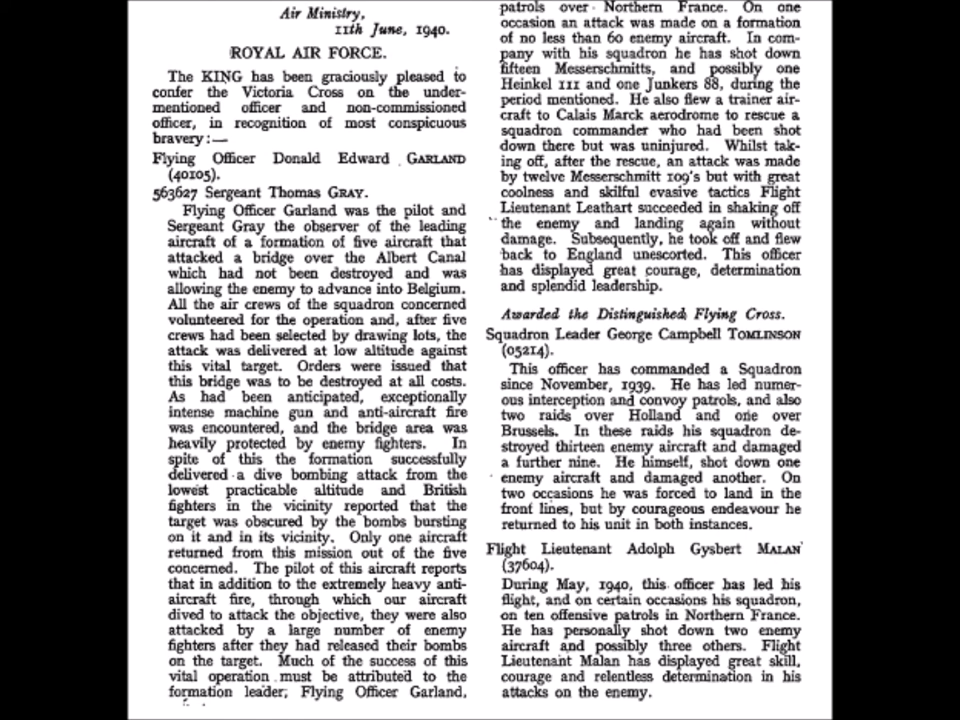 Air Ministry,
11th June, 1940.
ROYAL AIR FORCE.
The KING has been graciously pleased to
confer the Victoria Cross on the under-
mentioned officer and non-commissioned
officer, in recognition of most conspicuous
bravery:—
Flying Officer Donald Edward GARLAND
(40105).
563627 Sergeant Thomas GRAY.
Flying Officer Garland was the pilot and
Sergeant Gray the observer of the leading
aircraft of a formation of five aircraft that
attacked a bridge over the Albert Canal
which had not been destroyed and was
allowing the enemy to advance into Belgium.
All the air crews of the squadron concerned
volunteered for the operation and, after five
crews had been selected by drawing lots, the
attack was delivered at low altitude against
this vital target. Orders were issued that
this bridge was to be destroyed at all costs.
As had been anticipated, exceptionally
intense machine gun and anti-aircraft fire
was encountered, and the bridge area was
heavily protected by enemy fighters. In
spite of this the formation successfully
delivered a dive bombing attack from the
lowest practicable altitude and British
fighters in the vicinity reported that the
target was obscured by the bombs bursting
on it and in its vicinity. Only one aircraft
returned from this mission out of the five
concerned. The pilot of this aircraft reports
that in addition to the extremely heavy anti-
aircraft fire, through which our aircraft
dived to attack the objective, they were also
attacked by a large number of enemy
fighters after they had released their bombs
on the target. Much of the success of this
vital operation must be attributed to the
formation leader, Flying Officer Garland,
patrols over Northern France. On one
occasion an attack was made on a formation
of no less than 60 enemy aircraft. In com-
pany with his squadron he has shot down
fifteen Messerschmitts, and possibly one
Heinkel 111 and one Junkers 88, during the
period mentioned. He also flew a trainer air-
craft to Calais Marck aerodrome to rescue a
squadron commander who had been shot
down there but was uninjured. Whilst tak-
ing off, after the rescue, an attack was made
by twelve Messerschmitt 109's but with great
coolness and skilful evasive tactics Flight
Lieutenant Leathart succeeded in shaking off
the enemy and landing again without
damage. Subsequently, he took off and flew
back to England unescorted. This officer
has displayed great courage, determination
and splendid leadership.
Awarded the Distinguished Flying Cross.
Squadron Leader George Campbell TOMLINSON
(05214).
This officer has commanded a Squadron
since November, 1939. He has led numer-
ous interception and convoy patrols, and also
two raids over Holland and one over
Brussels. In these raids his squadron de-
stroyed thirteen enemy aircraft and damaged
a further nine. He himself, shot down one
enemy aircraft and damaged another. On
two occasions he was forced to land in the
front lines, but by courageous endeavour he
returned to his unit in both instances.
Flight Lieutenant Adolph Gysbert MALAN
(37604).
During May, 1940, this officer has led his
flight, and on certain occasions his squadron,
on ten offensive patrols in Northern France.
He has personally shot down two enemy
aircraft and possibly three others. Flight
Lieutenant Malan has displayed great skill,
courage and relentless determination in his
attacks on the enemy.